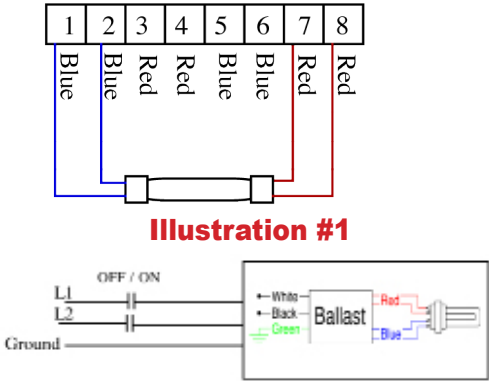 1 2 3 4 5 6 7 8
Blue Blue Red Red Blue Blue Red Red
Illustration #1
OFF / ON
L1
L2
Ground
White
Black
Green
Ballast
Red
Blue